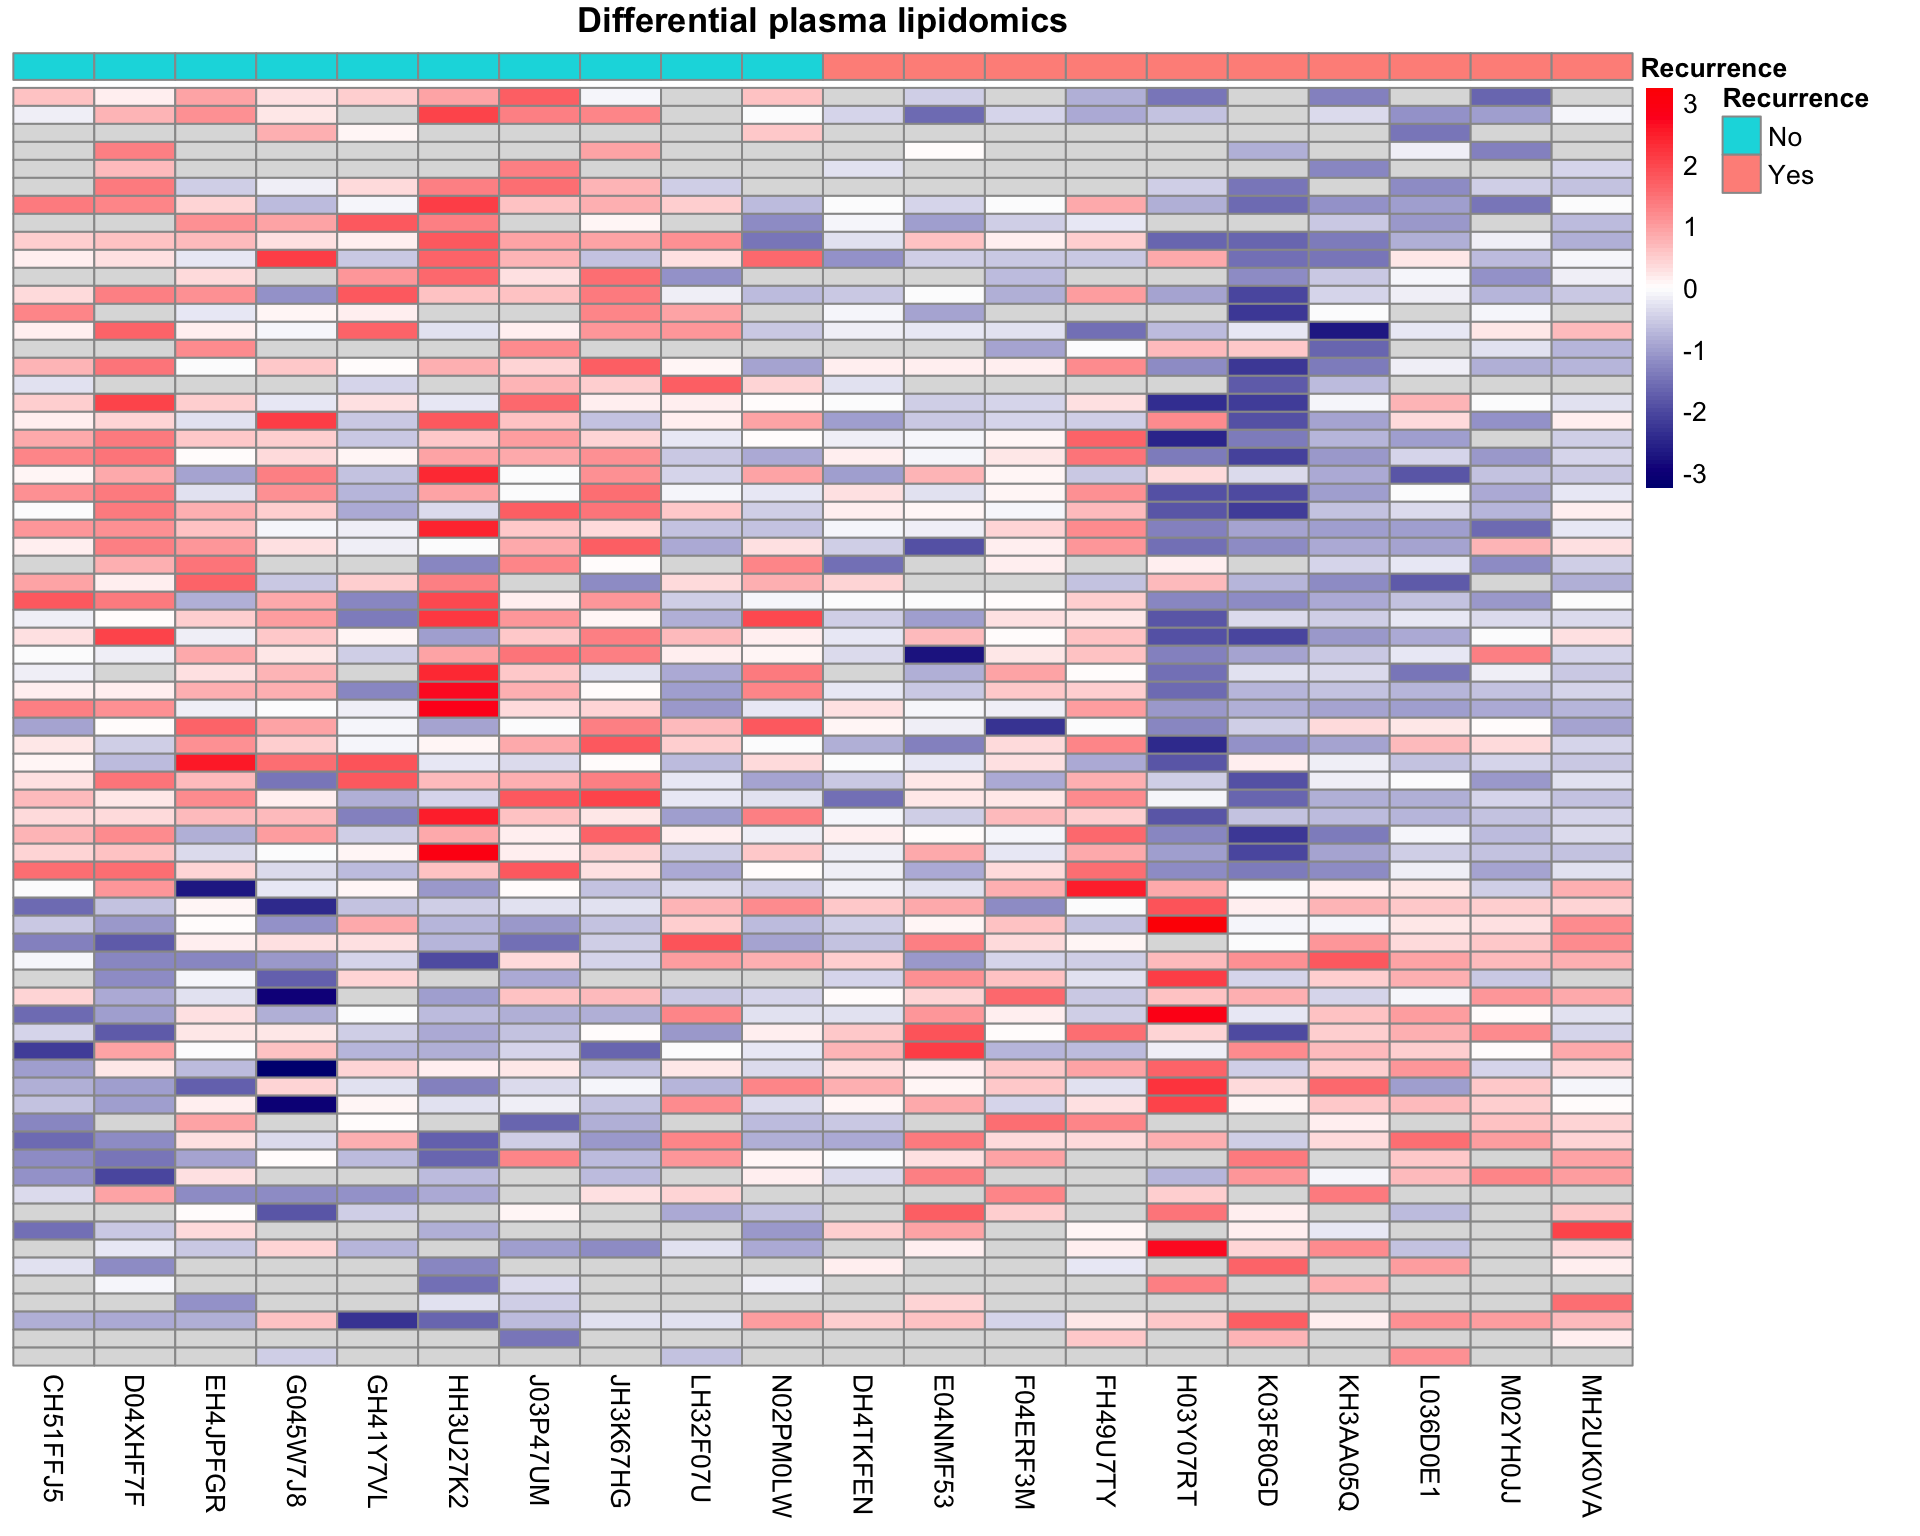 Differential plasma lipidomics
Recurrence
Recurrence
No
Yes
3
2
1
0
-1
-2
-3
CH51FFJ5
D04XHF7F
EH4JPFGR
G045W7J8
GH41Y7VL
HH3U27K2
J03P47UM
JH3K67HG
LH32F07U
N02PM0LW
DH4TKFEN
E04NMF53
F04ERF3M
FH49U7TY
H03Y07RT
K03F80GD
KH3AA05Q
L036D0E1
M02YH0JJ
MH2UK0VA